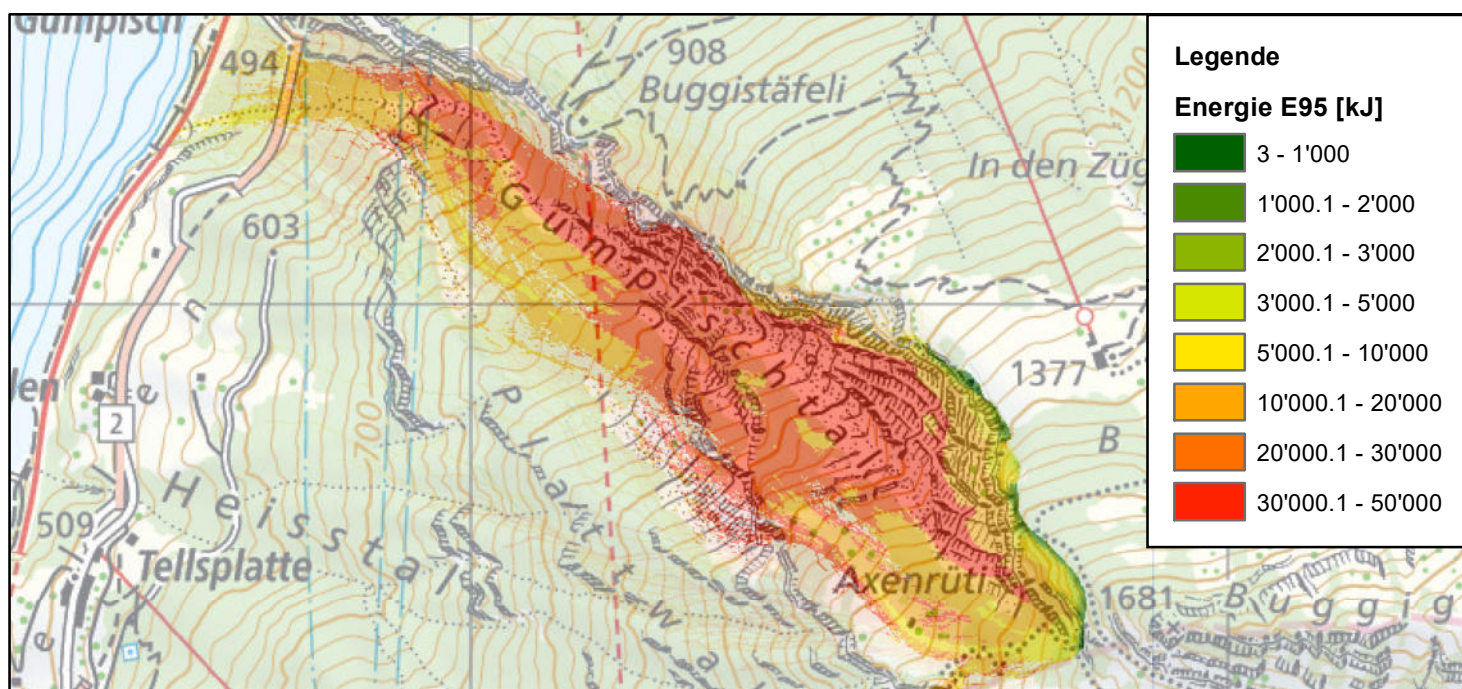 Gumpisch
494
908
Buggistäfeli
In den Züg
603
Gumpischtal
1377
B
700
2
Heisstal
509
Tellsplatte
Axenrüti
1681
Buggig
Legende
Energie E95 [kJ]
3 - 1'000
1'000.1 - 2'000
2'000.1 - 3'000
3'000.1 - 5'000
5'000.1 - 10'000
10'000.1 - 20'000
20'000.1 - 30'000
30'000.1 - 50'000